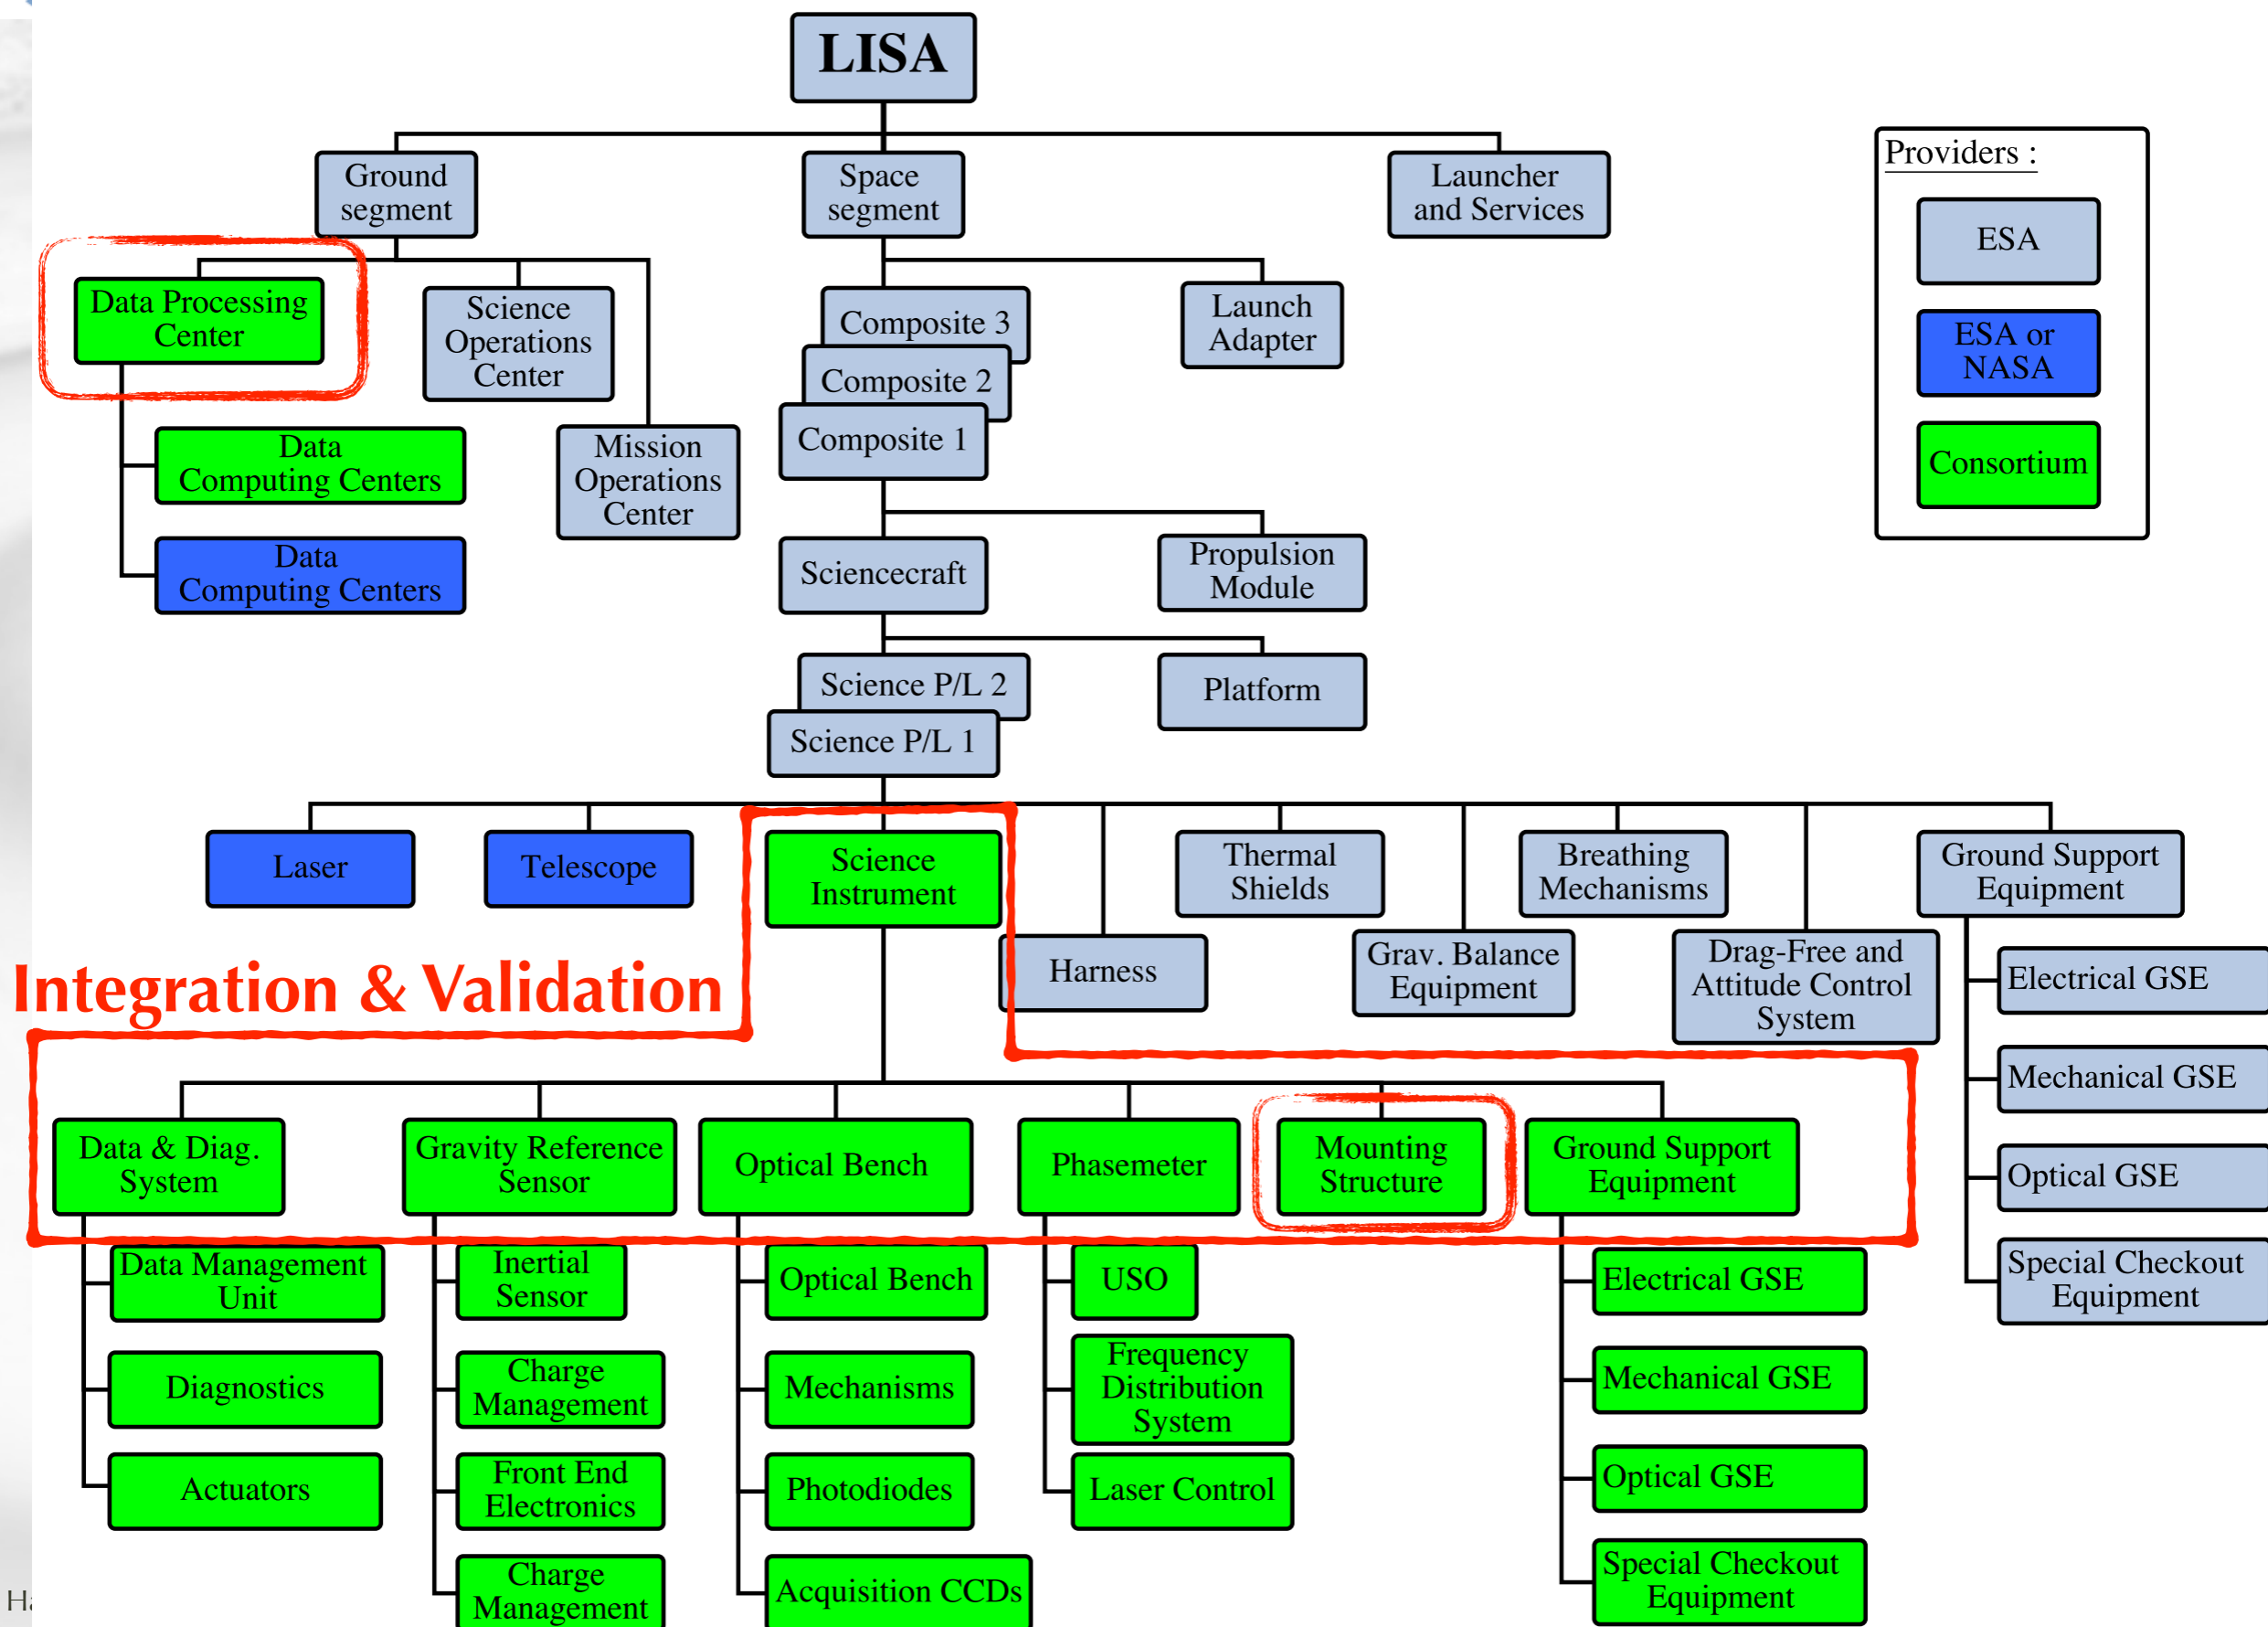 LISA
Ground
segment
Space
segment
Launcher
and Services
Providers :
ESA
ESA or
NASA
Consortium
Data Processing
Center
Science
Operations
Center
Mission
Operations
Center
Data
Computing Centers
Data
Computing Centers
Composite 3
Composite 2
Composite 1
Launch
Adapter
Sciencecraft
Propulsion
Module
Science P/L 2
Science P/L 1
Platform
Laser
Telescope
Science
Instrument
Harness
Thermal
Shields
Grav. Balance
Equipment
Breathing
Mechanisms
Drag-Free and
Attitude Control
System
Ground Support
Equipment
Electrical GSE
Mechanical GSE
Optical GSE
Special Checkout
Equipment
Integration & Validation
Data & Diag.
System
Data Management
Unit
Diagnostics
Actuators
Gravity Reference
Sensor
Inertial
Sensor
Charge
Management
Front End
Electronics
Charge
Management
Optical Bench
Optical Bench
Mechanisms
Photodiodes
Acquisition CCDs
Phasemeter
USO
Frequency
Distribution
System
Laser Control
Mounting
Structure
Ground Support
Equipment
Electrical GSE
Mechanical GSE
Optical GSE
Special Checkout
Equipment